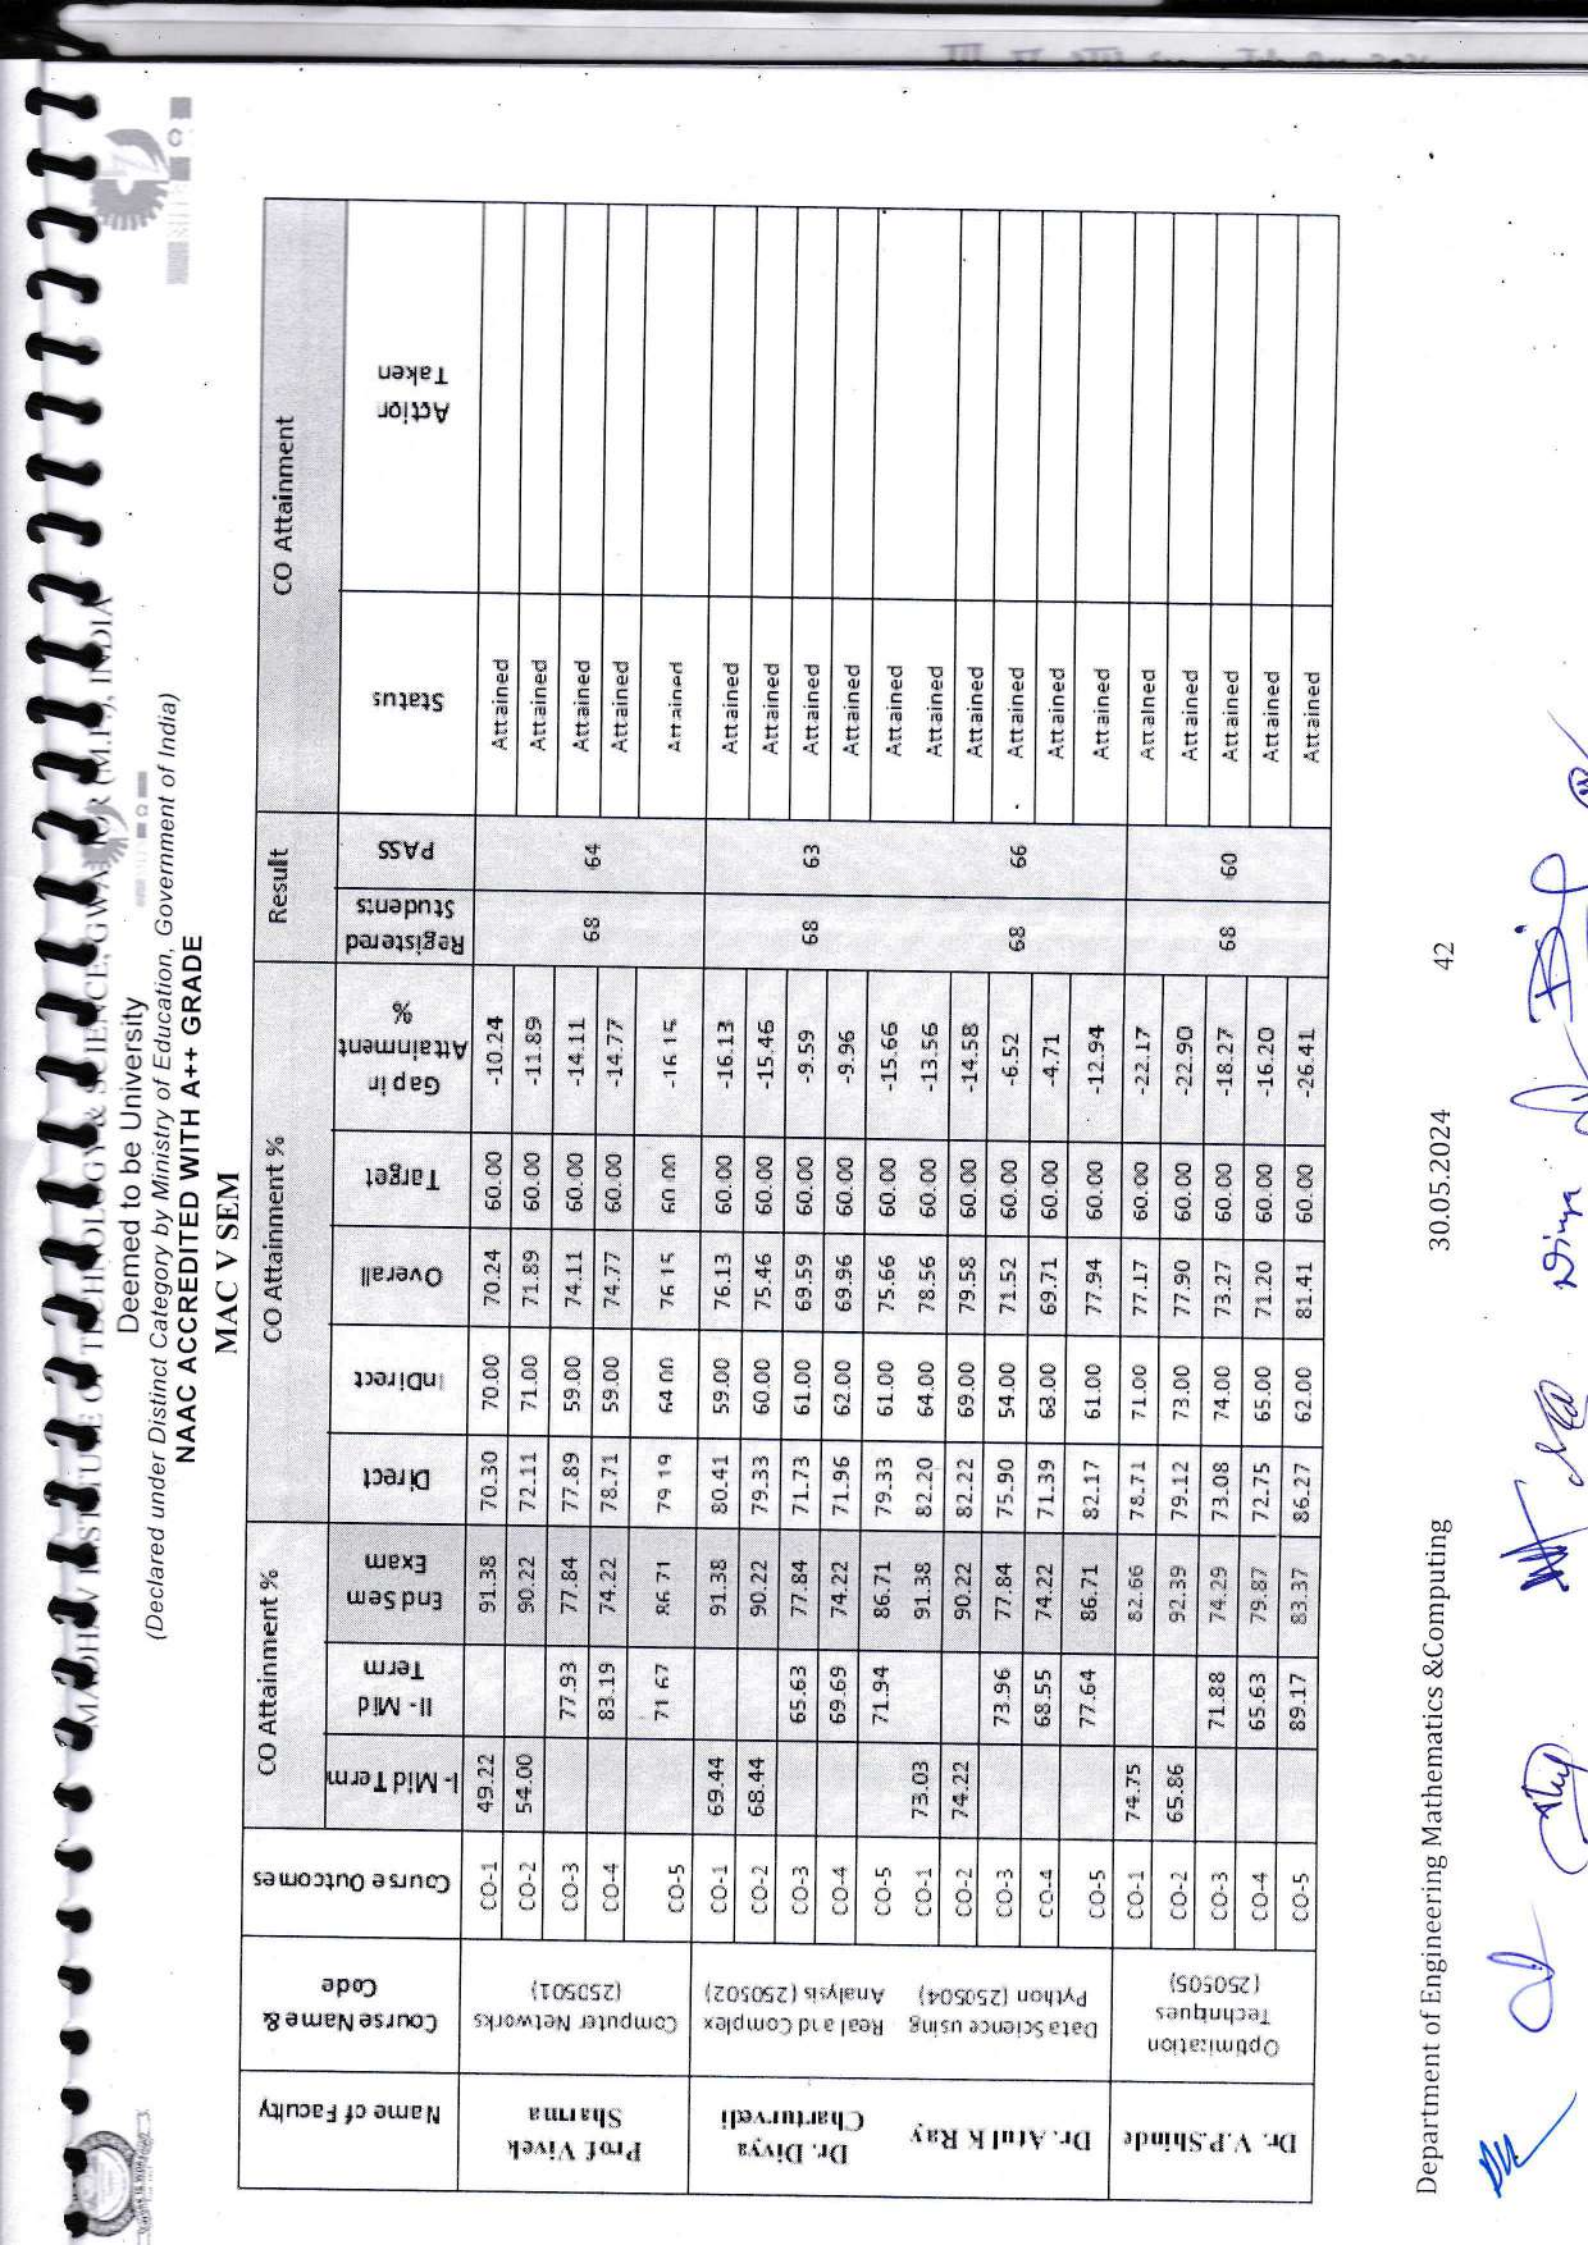 MADHAV INSTITUTE OF TECHNOLOGY & SCIENCE, GWALIOR (M.P.), INDIA
Deemed to be University
(Declared under Distinct Category by Ministry of Education, Government of India)
NAAC ACCREDITED WITH A++ GRADE
MAC V SEM
CO Attainment % CO Attainment % Result CO Attainment
Name of Faculty Course Name & Code Course Outcomes I- Mid Term II - Mid Term End Sem Exam Direct InDirect Overall Target Gap in Attainment % Registered Students PASS Status Action Taken
Prof. Vivek Sharma Computer Networks (250501) CO-1 49.22 91.38 70.30 70.00 70.24 60.00 -10.24 68 64 Attained
CO-2 54.00 90.22 72.11 71.00 71.89 60.00 -11.89 Attained
CO-3 77.93 77.84 77.89 59.00 74.11 60.00 -14.11 Attained
CO-4 83.19 74.22 78.71 59.00 74.77 60.00 -14.77 Attained
CO-5 71.67 86.71 79.19 64.00 76.15 60.00 -16.15 Attained
Dr. Divya Charturvedi Real and Complex Analysis (250502) CO-1 69.44 91.38 80.41 59.00 76.13 60.00 -16.13 68 63 Attained
CO-2 68.44 90.22 79.33 60.00 75.46 60.00 -15.46 Attained
CO-3 65.63 77.84 71.73 61.00 69.59 60.00 -9.59 Attained
CO-4 69.69 74.22 71.96 62.00 69.96 60.00 -9.96 Attained
CO-5 71.94 86.71 79.33 61.00 75.66 60.00 -15.66 Attained
Dr. Atul K Ray Data Science using Python (250504) CO-1 73.03 91.38 82.20 64.00 78.56 60.00 -13.56 68 66 Attained
CO-2 74.22 90.22 82.22 69.00 79.58 60.00 -14.58 Attained
CO-3 73.96 77.84 75.90 54.00 71.52 60.00 -6.52 Attained
CO-4 68.55 74.22 71.39 63.00 69.71 60.00 -4.71 Attained
CO-5 77.64 86.71 82.17 61.00 77.94 60.00 -12.94 Attained
Dr. V.P.Shinde Optimization Techniques (250505) CO-1 74.75 82.66 78.71 71.00 77.17 60.00 -22.17 68 60 Attained
CO-2 65.86 92.39 79.12 73.00 77.90 60.00 -22.90 Attained
CO-3 71.88 74.29 73.08 74.00 73.27 60.00 -18.27 Attained
CO-4 65.63 79.87 72.75 65.00 71.20 60.00 -16.20 Attained
CO-5 89.17 83.37 86.27 62.00 81.41 60.00 -26.41 Attained
Department of Engineering Mathematics &Computing 30.05.2024 42